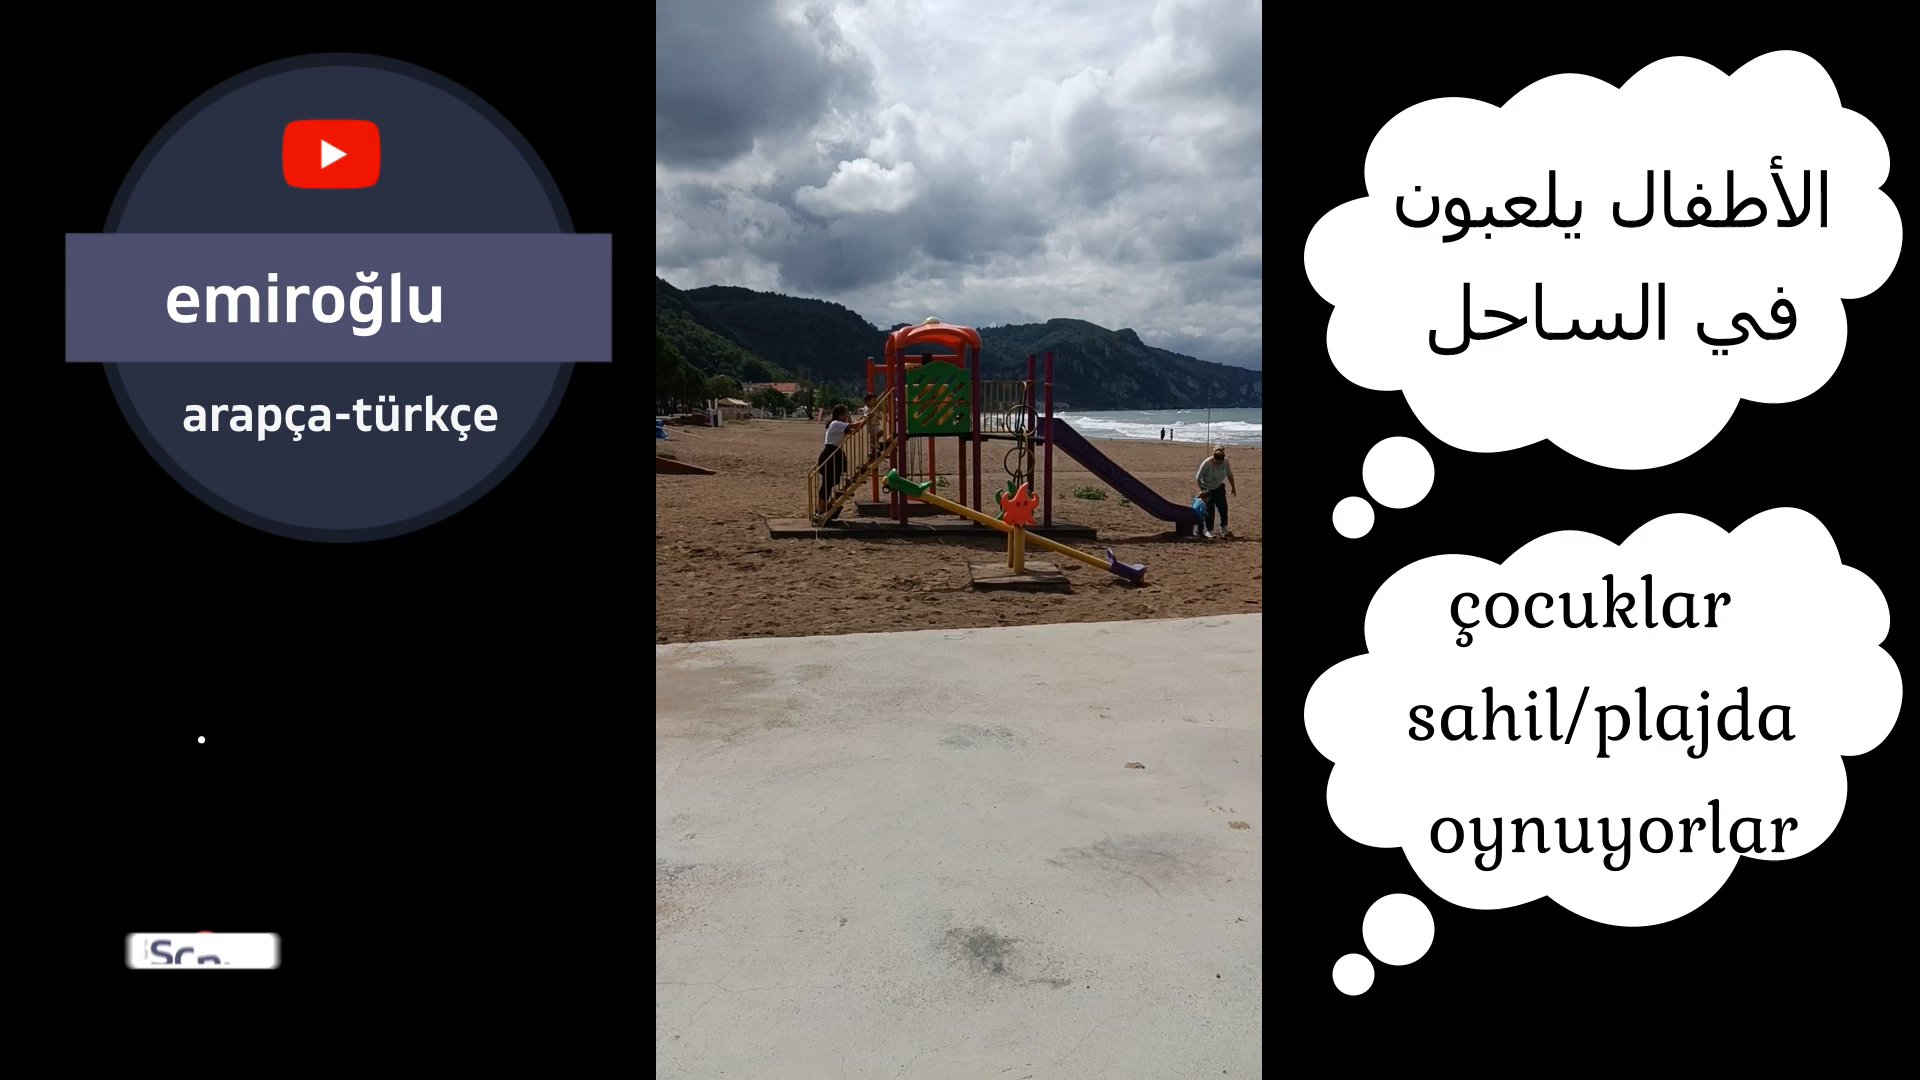 emiroğlu
arapça-türkçe
الأطفال يلعبون
في الساحل
çocuklar
sahil/plajda
oynuyorlar